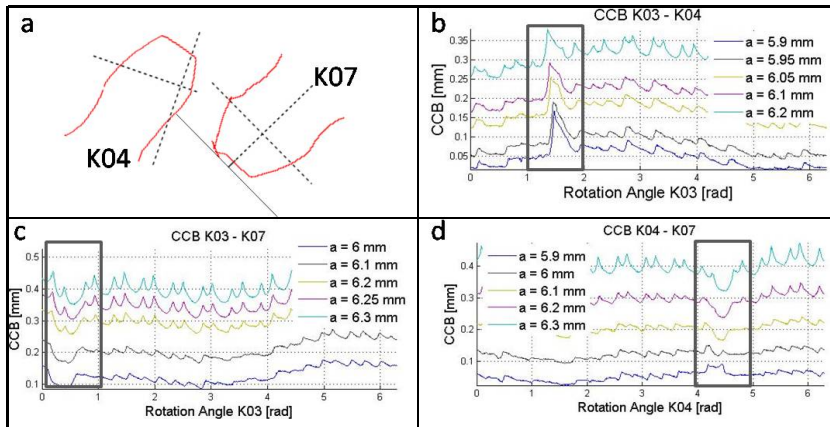 a
K04
K07
b
CCB K03 - K04
CCB [mm]
0.35
0.3
0.25
0.2
0.15
0.1
0.05
a = 5.9 mm
a = 5.95 mm
a = 6.05 mm
a = 6.1 mm
a = 6.2 mm
0 1 2 3 4 5 6
Rotation Angle K03 [rad]
c
CCB K03 - K07
CCB [mm]
0.5
0.4
0.3
0.2
0.1
a = 6 mm
a = 6.1 mm
a = 6.2 mm
a = 6.25 mm
a = 6.3 mm
0 1 2 3 4 5 6
Rotation Angle K03 [rad]
d
CCB K04 - K07
CCB [mm]
0.4
0.3
0.2
0.1
a = 5.9 mm
a = 6 mm
a = 6.1 mm
a = 6.2 mm
a = 6.3 mm
0 1 2 3 4 5 6
Rotation Angle K04 [rad]